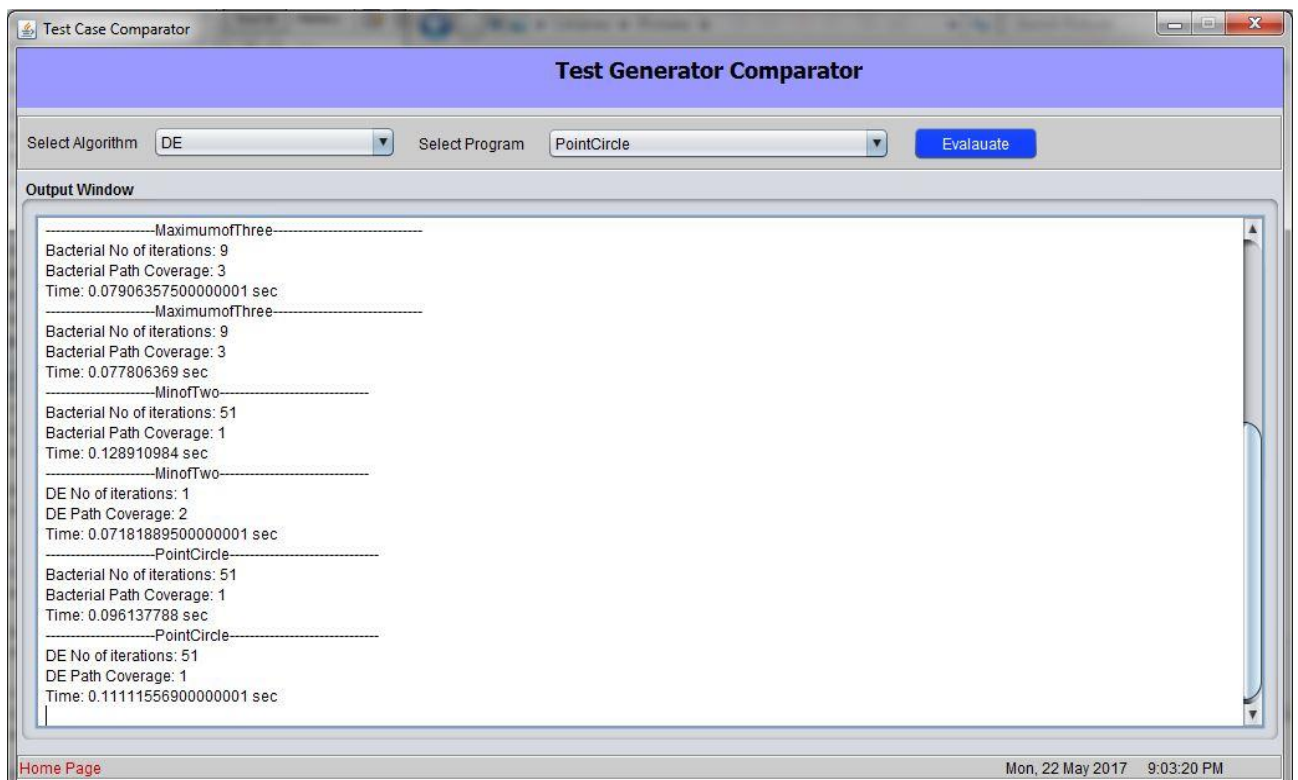 Test Case Comparator
Test Generator Comparator
Select Algorithm DE Select Program PointCircle Evalauate
Output Window
----------------------MaximumofThree------------------------------
Bacterial No of iterations: 9
Bacterial Path Coverage: 3
Time: 0.07906357500000001 sec
----------------------MaximumofThree------------------------------
Bacterial No of iterations: 9
Bacterial Path Coverage: 3
Time: 0.077806369 sec
----------------------MinofTwo------------------------------
Bacterial No of iterations: 51
Bacterial Path Coverage: 1
Time: 0.128910984 sec
----------------------MinofTwo------------------------------
DE No of iterations: 1
DE Path Coverage: 2
Time: 0.07181889500000001 sec
----------------------PointCircle------------------------------
Bacterial No of iterations: 51
Bacterial Path Coverage: 1
Time: 0.096137788 sec
----------------------PointCircle------------------------------
DE No of iterations: 51
DE Path Coverage: 1
Time: 0.11111556900000001 sec
Home Page Mon, 22 May 2017 9:03:20 PM